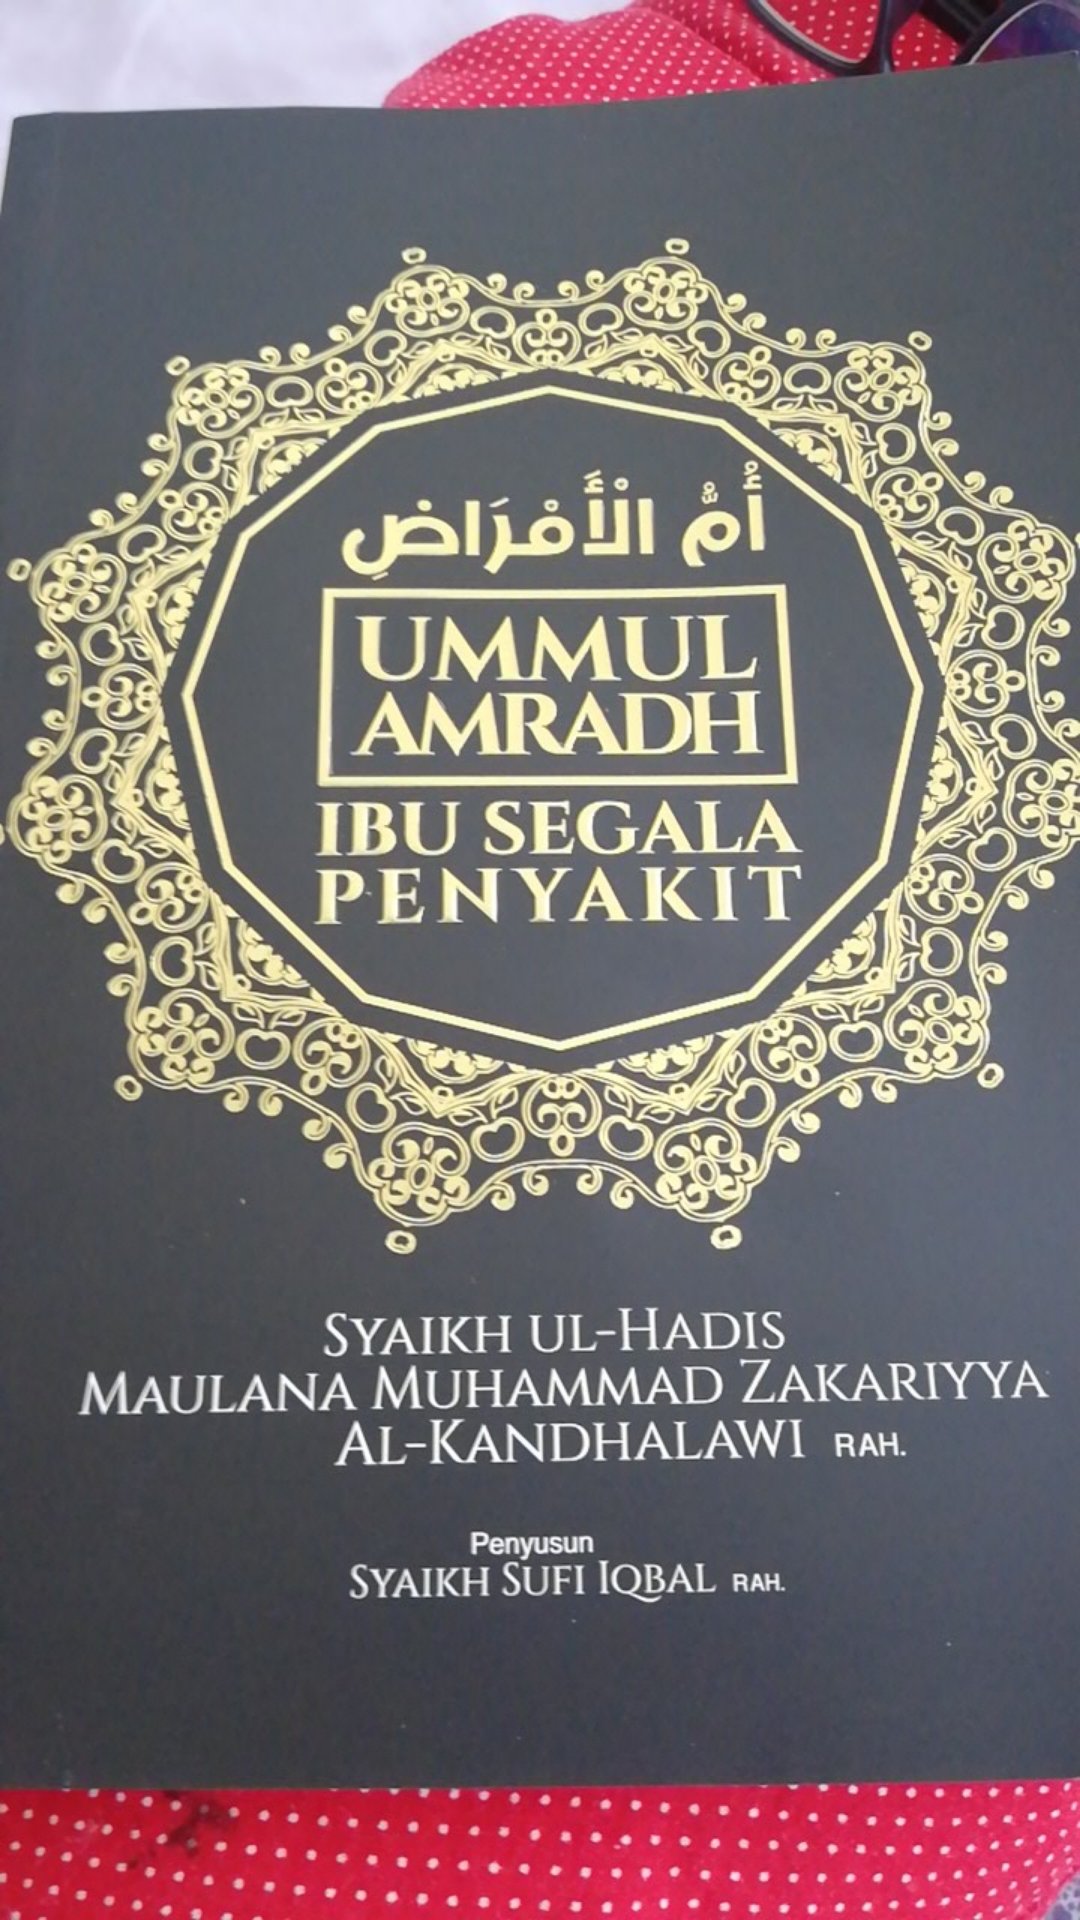 أُمُّ الْأَمْرَاضِ
UMMUL
AMRADH
IBU SEGALA
PENYAKIT
SYAIKH UL-HADIS
MAULANA MUHAMMAD ZAKARIYYA
AL-KANDHALAWI RAH.
Penyusun
SYAIKH SUFI IQBAL RAH.